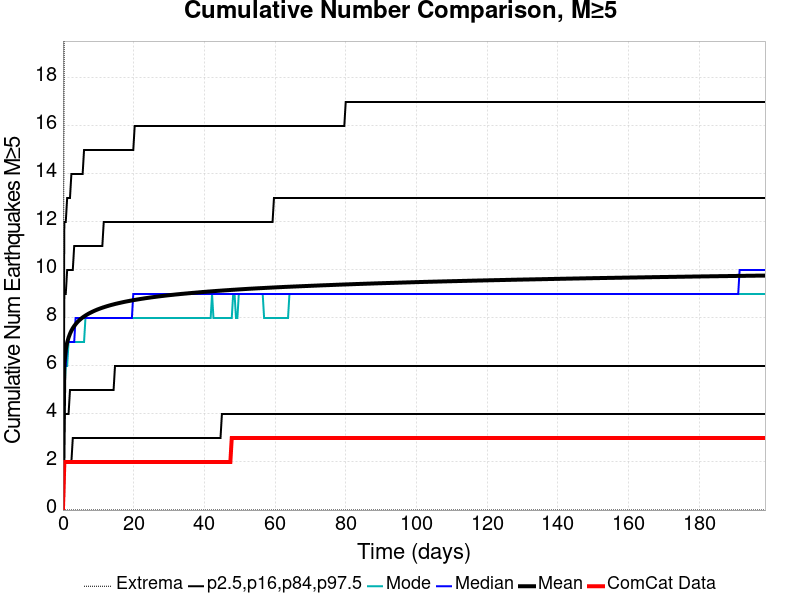 Cumulative Number Comparison, M≥5
Cumulative Num Earthquakes M≥5
18
16
14
12
10
8
6
4
2
0
0 20 40 60 80 100 120 140 160 180
Time (days)
Extrema p2.5,p16,p84,p97.5 Mode Median Mean ComCat Data